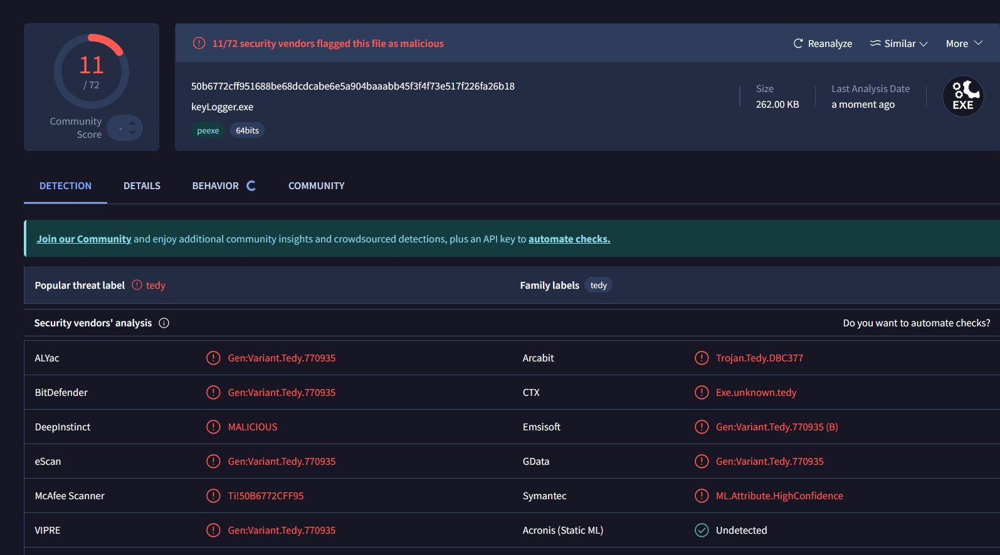 11/72 security vendors flagged this file as malicious
Reanalyze Similar More
11
/ 72
Community
Score
50b6772cff951688be68dcdcabe6e5a904baaabb45f3f4f73e517f226fa26b18
keyLogger.exe
peexe 64bits
Size
262.00 KB
Last Analysis Date
a moment ago
EXE
DETECTION DETAILS BEHAVIOR COMMUNITY
Join our Community and enjoy additional community insights and crowdsourced detections, plus an API key to automate checks.
Popular threat label tedy Family labels tedy
Security vendors' analysis Do you want to automate checks?
ALYac Gen:Variant.Tedy.770935 Arcabit Trojan.Tedy.DBC377
BitDefender Gen:Variant.Tedy.770935 CTX Exe.unknown.tedy
DeepInstinct MALICIOUS Emsisoft Gen:Variant.Tedy.770935 (B)
eScan Gen:Variant.Tedy.770935 GData Gen:Variant.Tedy.770935
McAfee Scanner Ti!50B6772CFF95 Symantec ML.Attribute.HighConfidence
VIPRE Gen:Variant.Tedy.770935 Acronis (Static ML) Undetected